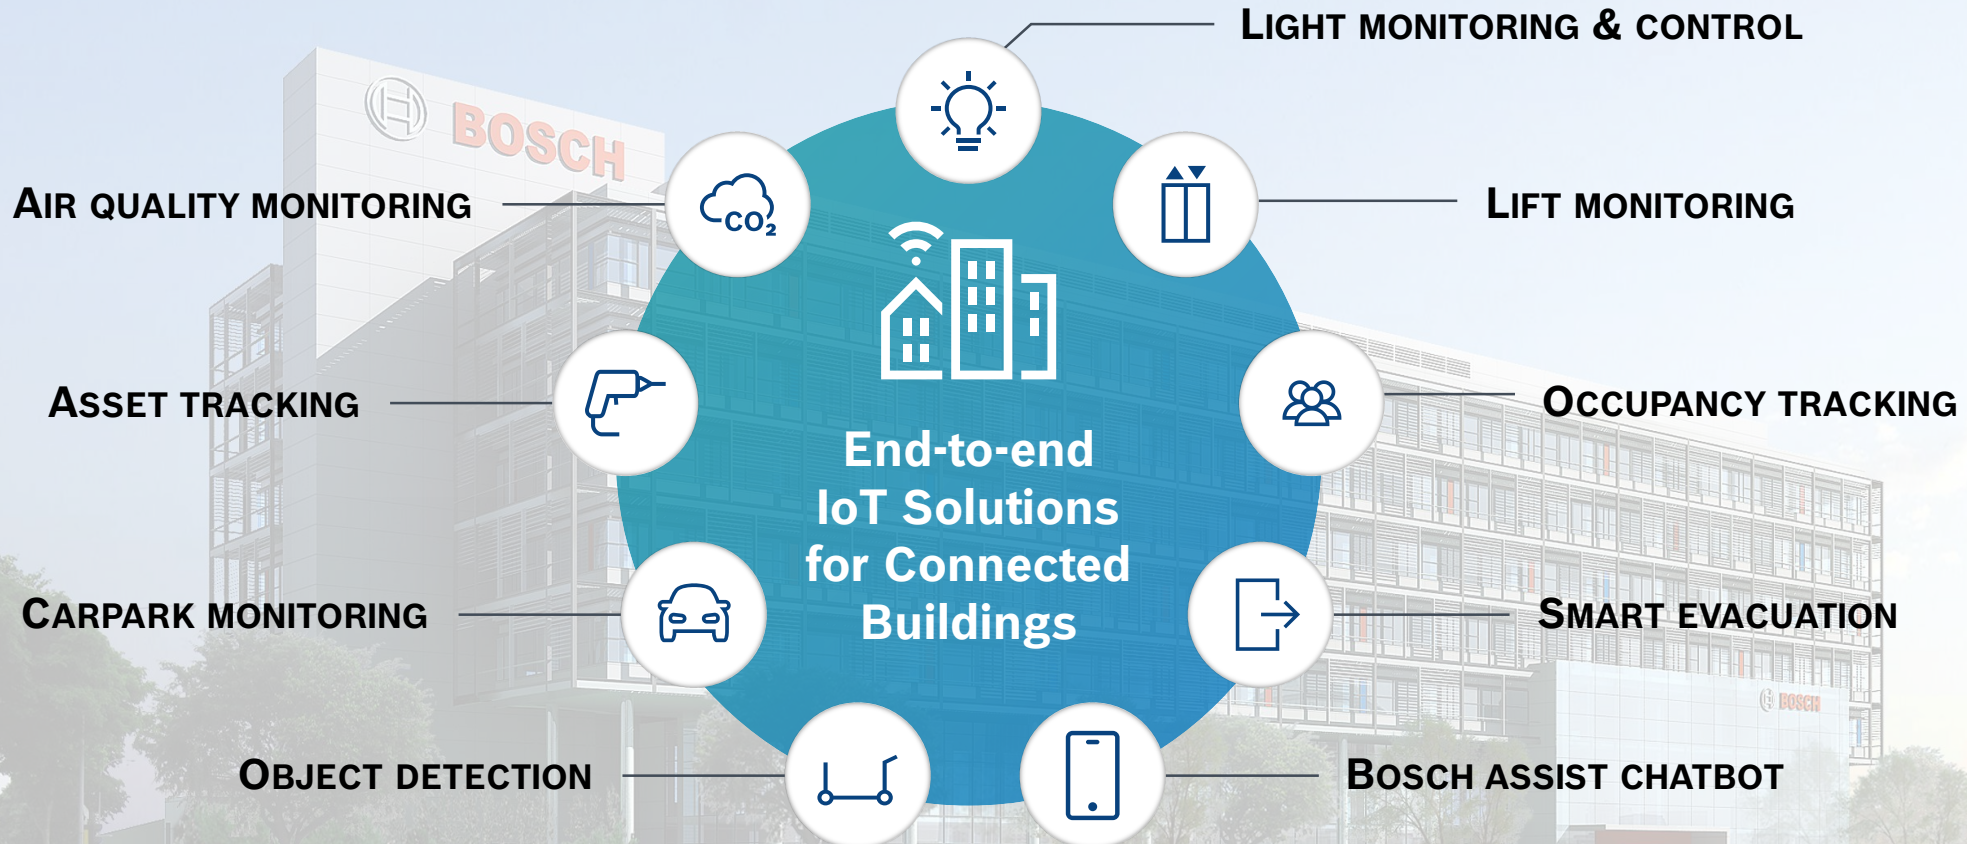 LIGHT MONITORING & CONTROL
BOSCH
AIR QUALITY MONITORING
CO₂
LIFT MONITORING
ASSET TRACKING
OCCUPANCY TRACKING
End-to-end
IoT Solutions
for Connected
Buildings
CARPARK MONITORING
SMART EVACUATION
BOSCH
OBJECT DETECTION
BOSCH ASSIST CHATBOT